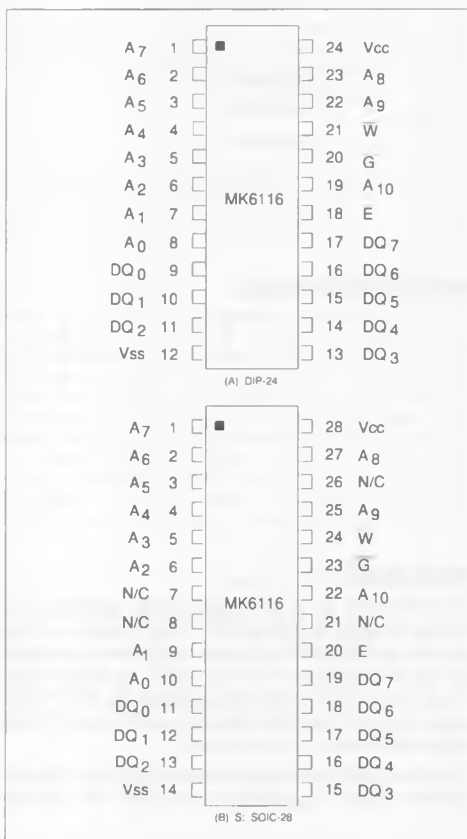 A7 1 24 Vcc
A6 2 23 A8
A5 3 22 A9
A4 4 21 W̅
A3 5 20 G̅
A2 6 19 A10
MK6116
A1 7 18 E̅
A0 8 17 DQ7
DQ0 9 16 DQ6
DQ1 10 15 DQ5
DQ2 11 14 DQ4
Vss 12 13 DQ3
(A) DIP-24
A7 1 28 Vcc
A6 2 27 A8
A5 3 26 N/C
A4 4 25 A9
A3 5 24 W
A2 6 23 G̅
N/C 7 22 A10
MK6116
N/C 8 21 N/C
A1 9 20 E
A0 10 19 DQ7
DQ0 11 18 DQ6
DQ1 12 17 DQ5
DQ2 13 16 DQ4
Vss 14 15 DQ3
(B) S: SOIC-28